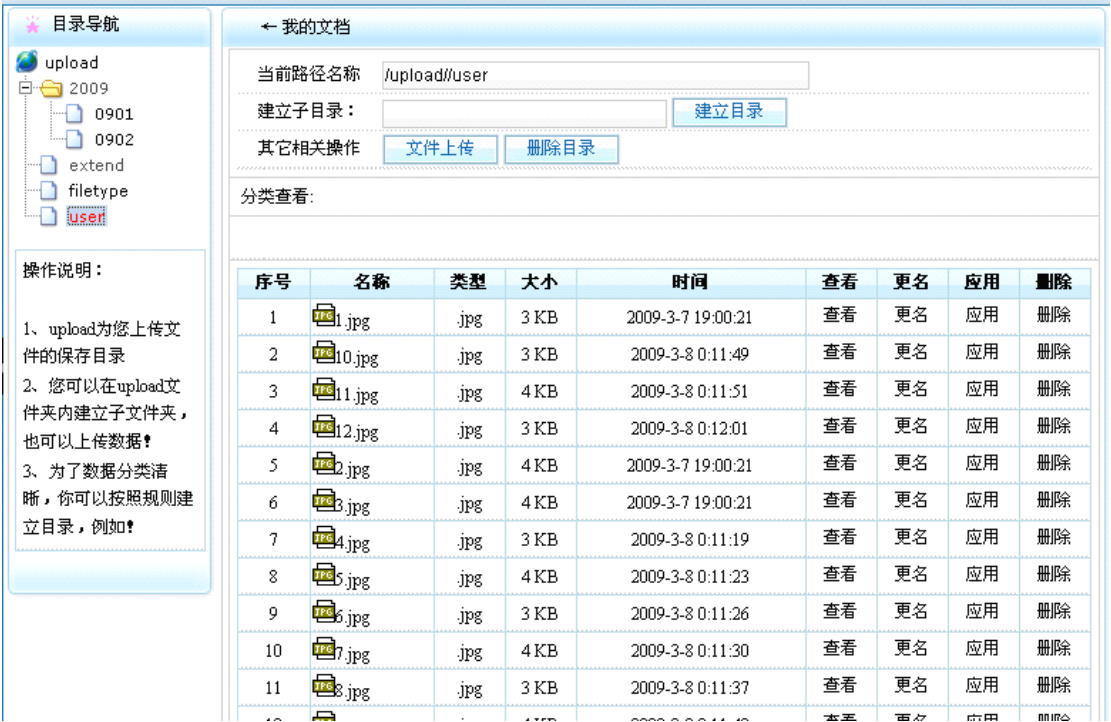 目录导航
upload
2009
0901
0902
extend
filetype
user
操作说明：
1、upload为您上传文
件的保存目录
2、您可以在upload文
件夹内建立子文件夹，
也可以上传数据！
3、为了数据分类清
晰，你可以按照规则建
立目录，例如！
←我的文档
当前路径名称 /upload//user
建立子目录： 建立目录
其它相关操作 文件上传 删除目录
分类查看:
序号 名称 类型 大小 时间 查看 更名 应用 删除
1 JPG 1.jpg .jpg 3 KB 2009-3-7 19:00:21 查看 更名 应用 删除
2 JPG 10.jpg .jpg 3 KB 2009-3-8 0:11:49 查看 更名 应用 删除
3 JPG 11.jpg .jpg 4 KB 2009-3-8 0:11:51 查看 更名 应用 删除
4 JPG 12.jpg .jpg 3 KB 2009-3-8 0:12:01 查看 更名 应用 删除
5 JPG 2.jpg .jpg 4 KB 2009-3-7 19:00:21 查看 更名 应用 删除
6 JPG 3.jpg .jpg 4 KB 2009-3-7 19:00:21 查看 更名 应用 删除
7 JPG 4.jpg .jpg 3 KB 2009-3-8 0:11:19 查看 更名 应用 删除
8 JPG 5.jpg .jpg 4 KB 2009-3-8 0:11:23 查看 更名 应用 删除
9 JPG 6.jpg .jpg 3 KB 2009-3-8 0:11:26 查看 更名 应用 删除
10 JPG 7.jpg .jpg 4 KB 2009-3-8 0:11:30 查看 更名 应用 删除
11 JPG 8.jpg .jpg 3 KB 2009-3-8 0:11:37 查看 更名 应用 删除